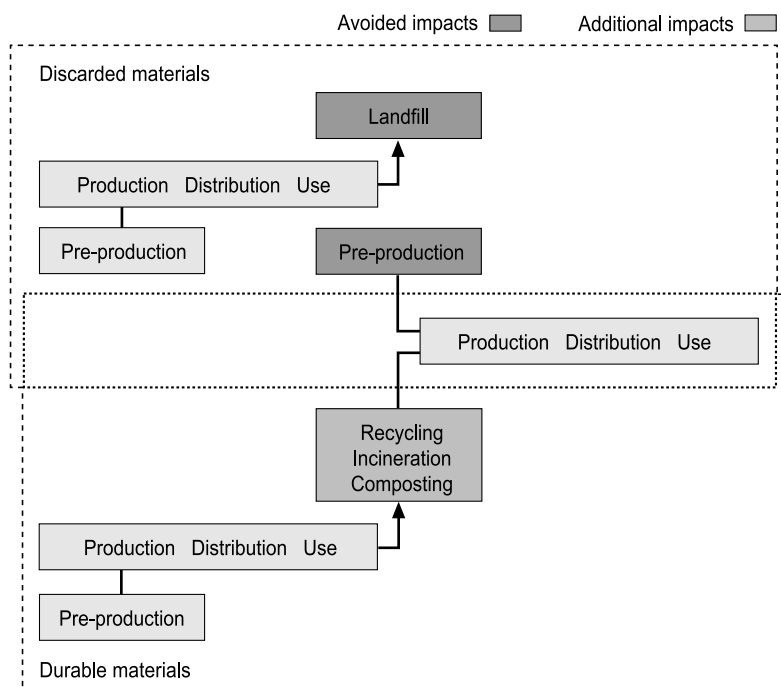 Avoided impacts
Additional impacts
Discarded materials
Landfill
Production Distribution Use
Pre-production
Pre-production
Production Distribution Use
Recycling
Incineration
Composting
Production Distribution Use
Pre-production
Durable materials